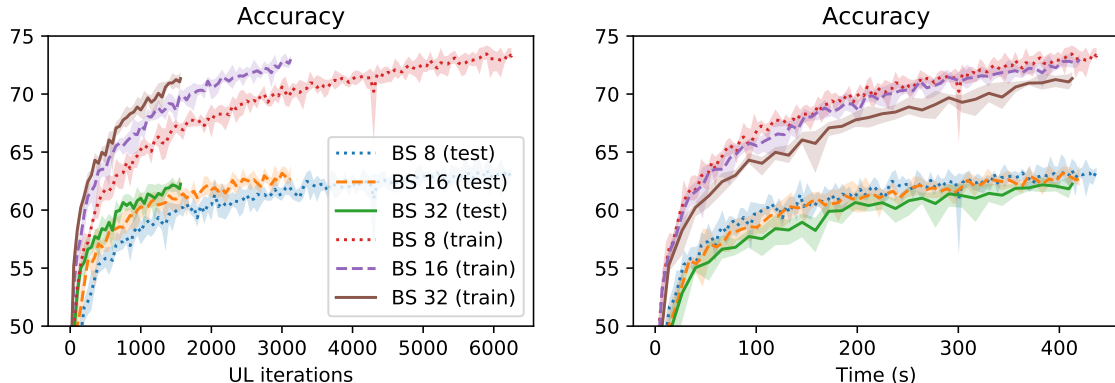 Accuracy
75
70
65
60
55
50
0 1000 2000 3000 4000 5000 6000
UL iterations
BS 8 (test)
BS 16 (test)
BS 32 (test)
BS 8 (train)
BS 16 (train)
BS 32 (train)
Accuracy
75
70
65
60
55
50
0 100 200 300 400
Time (s)